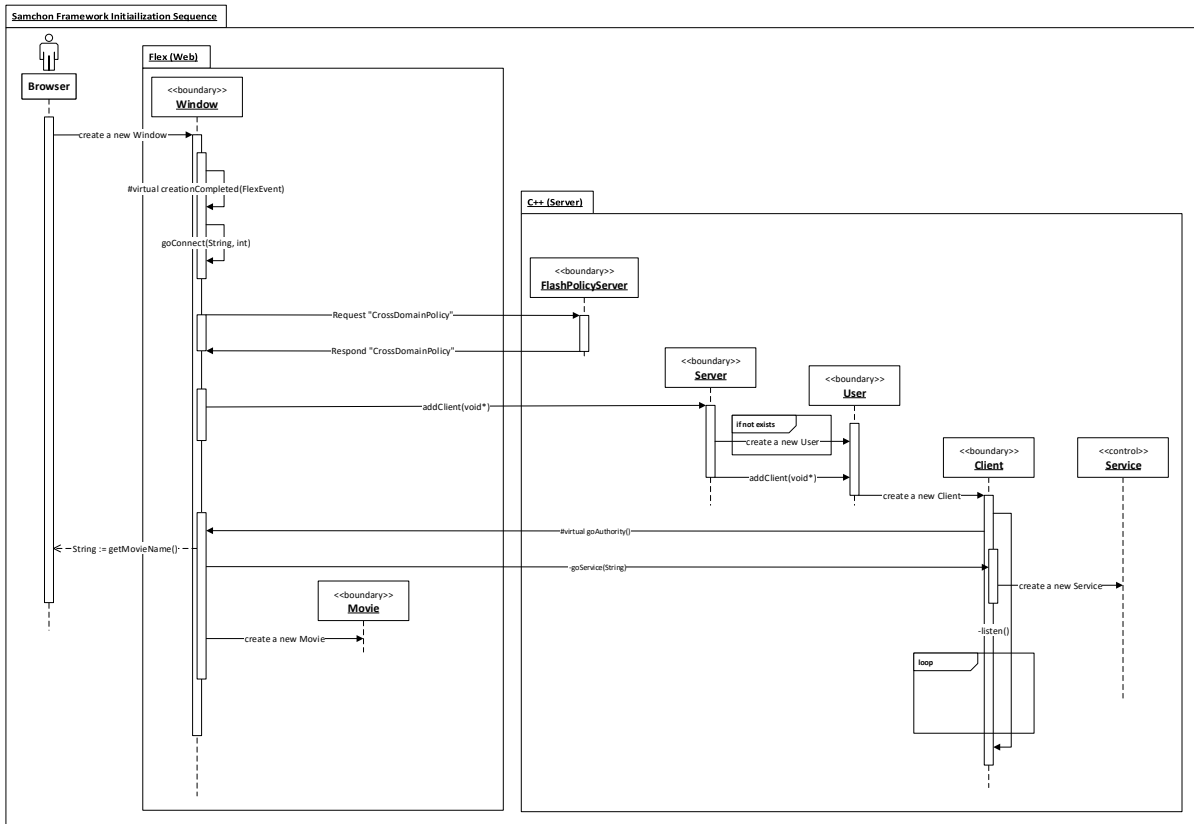 Samchon Framework Initiailization Sequence
Browser
Flex (Web)
<<boundary>>
Window
create a new Window
#virtual creationCompleted(FlexEvent)
goConnect(String, int)
C++ (Server)
<<boundary>>
FlashPolicyServer
Request "CrossDomainPolicy"
Respond "CrossDomainPolicy"
<<boundary>>
Server
<<boundary>>
User
addClient(void*)
if not exists
create a new User
addClient(void*)
<<boundary>>
Client
<<control>>
Service
create a new Client
#virtual goAuthority()
String := getMovieName()
-goService(String)
create a new Service
<<boundary>>
Movie
create a new Movie
-listen()
loop